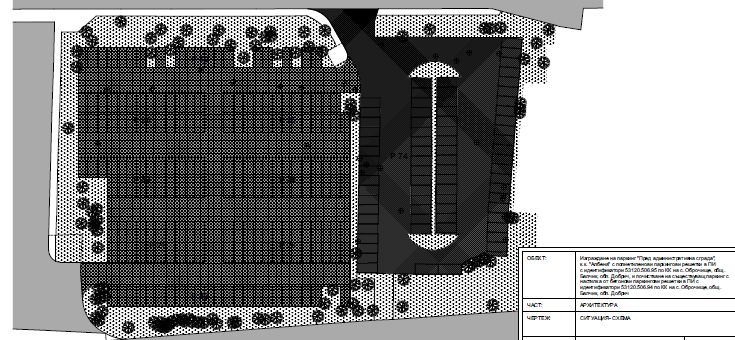 P 74
ОБЕКТ:
Изграждане на паркинг "Пред административна сграда",
к.к. "Албена" с полиетиленови паркингови решетки в ПИ
с идентификатори 53120.506.95 по КК на с. Оброчище, общ.
Балчик, обл. Добрич, и почистване на съществуващ паркинг с
настилка от бетонови паркингови решетки в ПИ с
идентификатори 53120.506.94 по КК на с. Оброчище, общ.
Балчик, обл. Добрич
ЧАСТ:
АРХИТЕКТУРА
ЧЕРТЕЖ:
СИТУАЦИЯ- СХЕМА